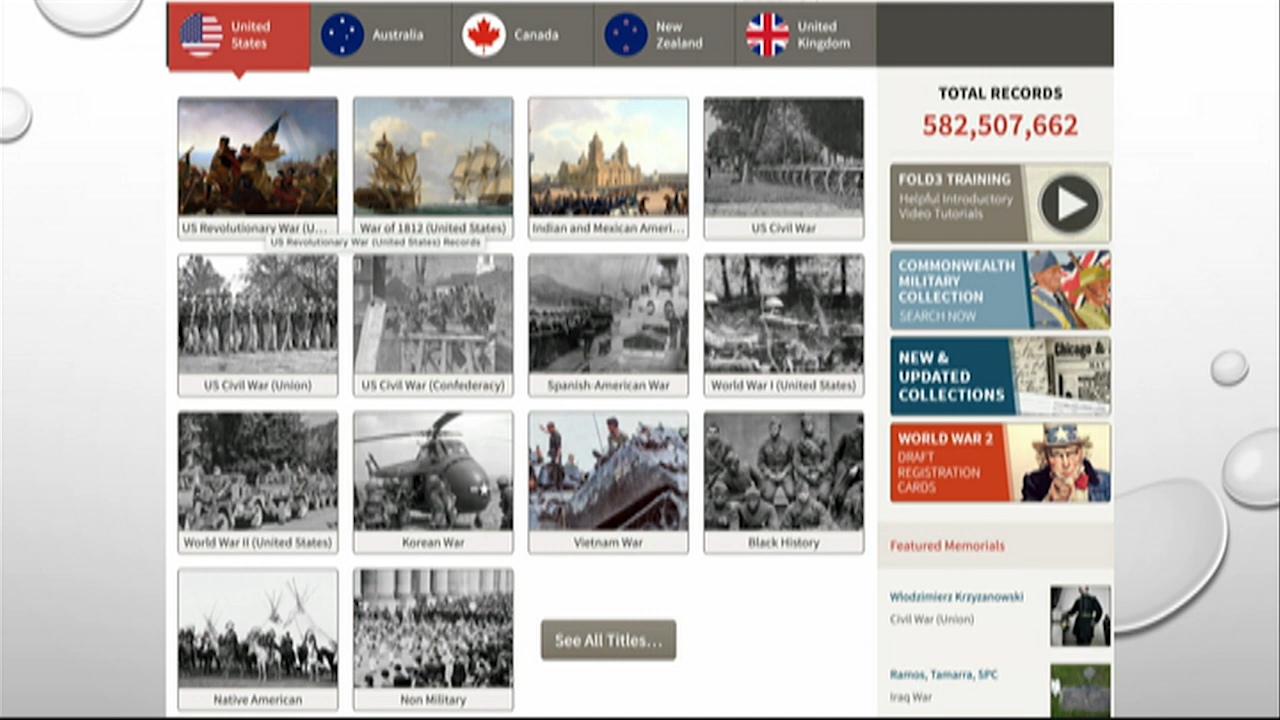 United
States
Australia
Canada
New
Zealand
United
Kingdom
TOTAL RECORDS
582,507,662
US Revolutionary War (U...
War of 1812 (United States)
Indian and Mexican Ameri...
US Civil War
US Revolutionary War (United States) Records
FOLD3 TRAINING
Helpful Introductory
Video Tutorials
COMMONWEALTH
MILITARY
COLLECTION
SEARCH NOW
US Civil War (Union)
US Civil War (Confederacy)
Spanish-American War
World War I (United States)
NEW &
UPDATED
COLLECTIONS
Chicago &
WORLD WAR 2
DRAFT
REGISTRATION
CARDS
World War II (United States)
Korean War
Vietnam War
Black History
Featured Memorials
Włodzimierz Krzyzanowski
Civil War (Union)
See All Titles...
Ramos, Tamarra, SPC
Iraq War
Native American
Non Military